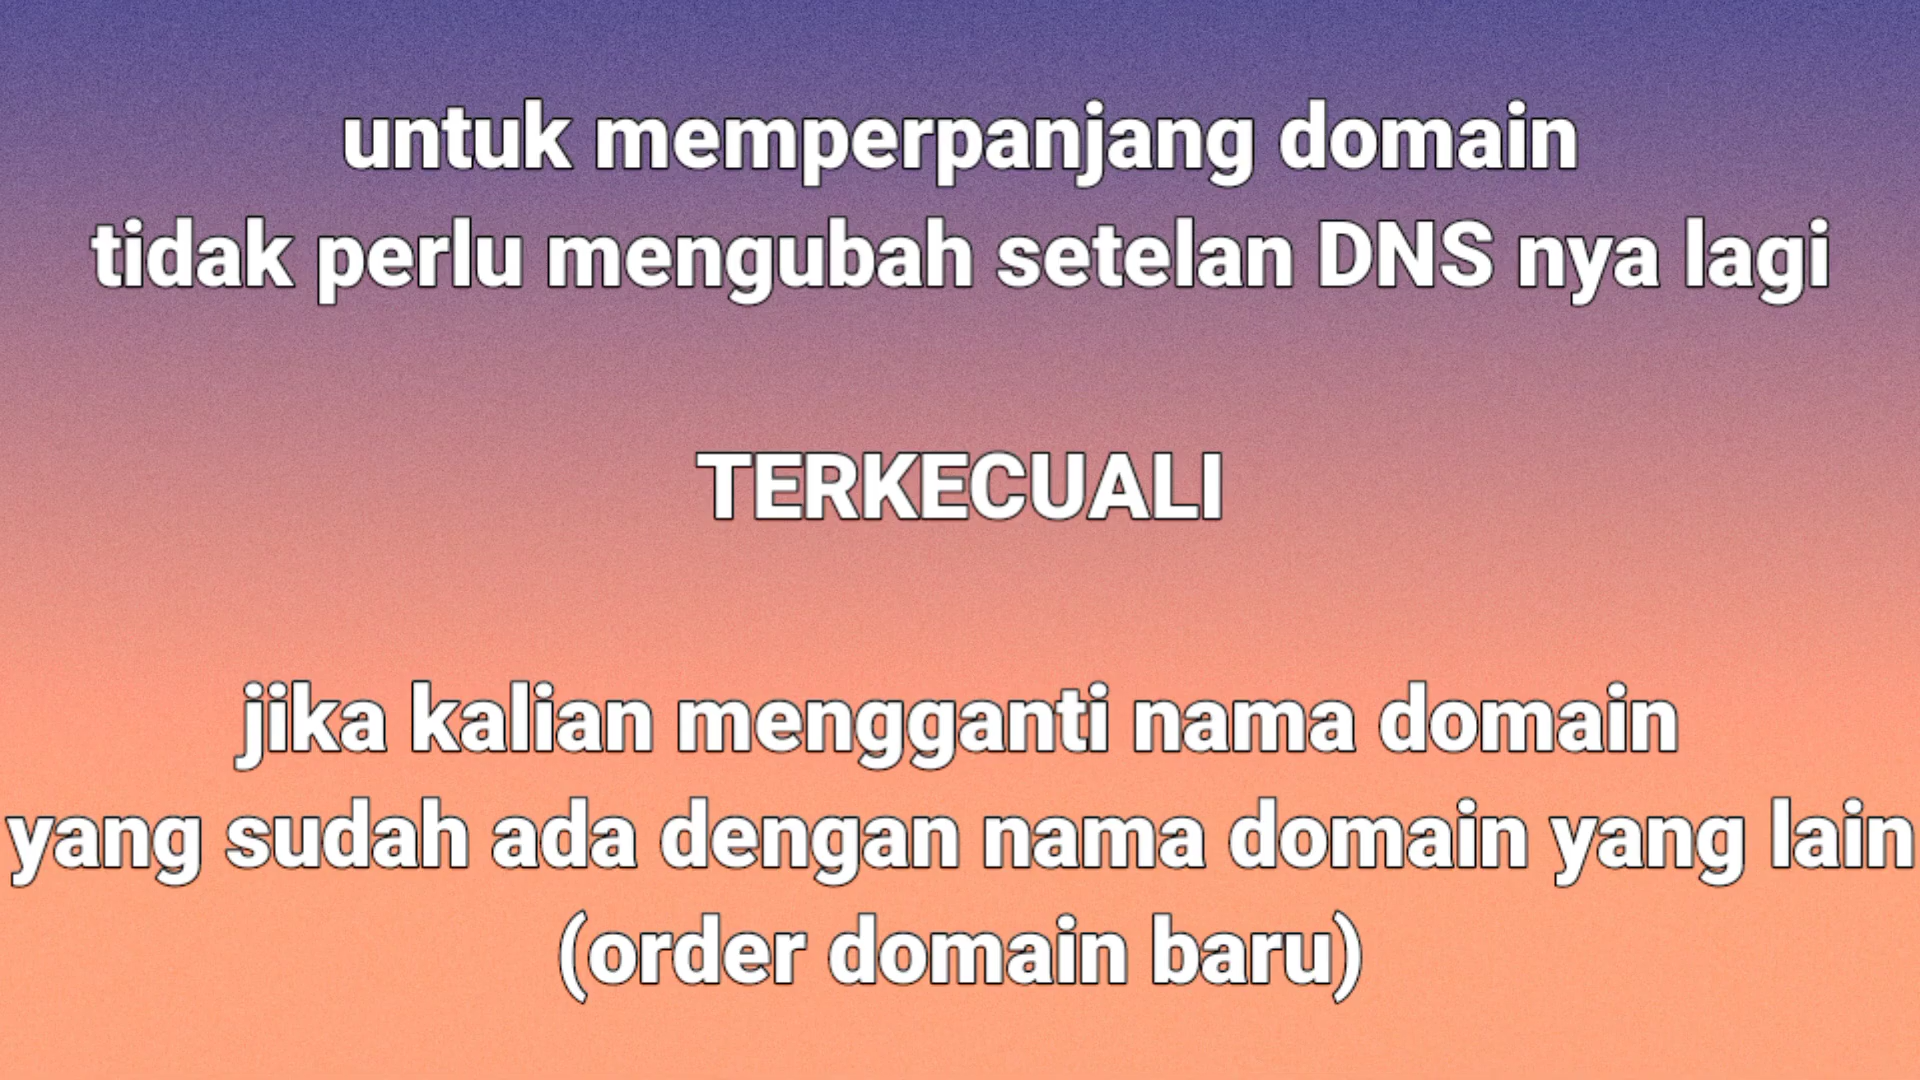 untuk memperpanjang domain
tidak perlu mengubah setelan DNS nya lagi
TERKECUALI
jika kalian mengganti nama domain
yang sudah ada dengan nama domain yang lain
(order domain baru)